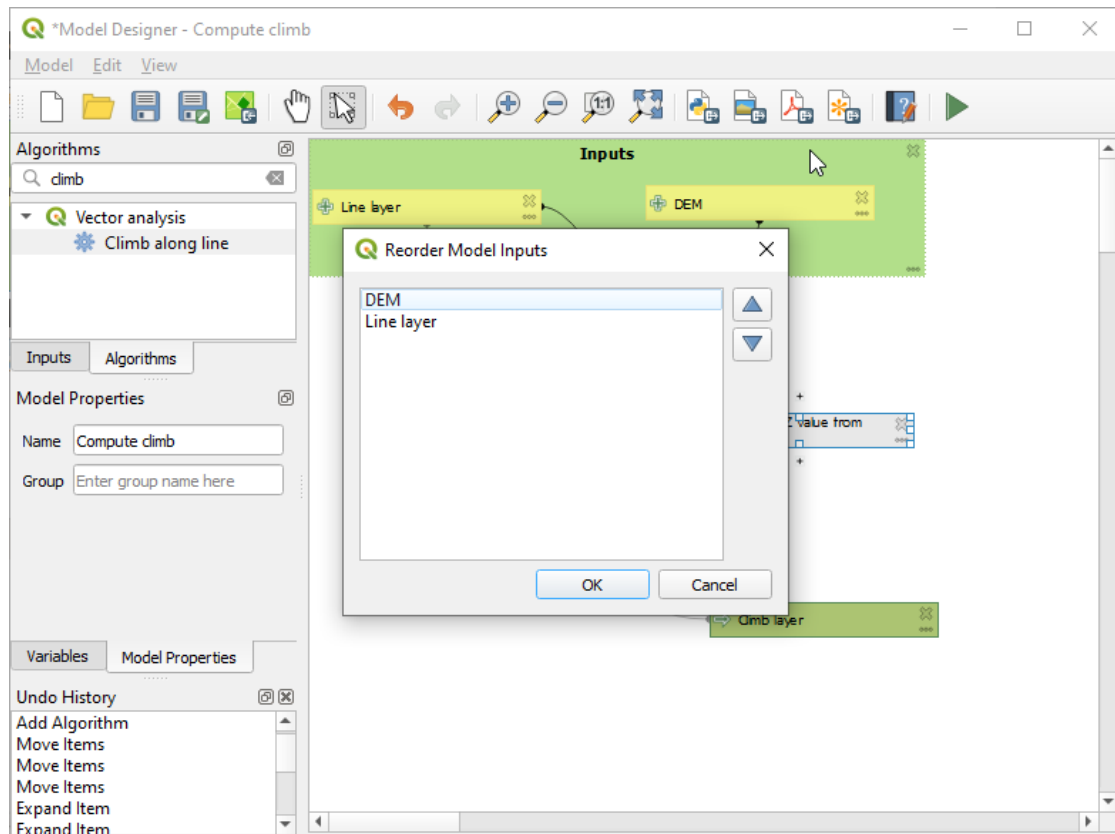 *Model Designer - Compute climb
Model Edit View
1:1
Algorithms
climb
Vector analysis
Climb along line
Inputs Algorithms
Model Properties
Name Compute climb
Group Enter group name here
Variables Model Properties
Undo History
Add Algorithm
Move Items
Move Items
Move Items
Expand Item
Expand Item
Inputs
Line layer
DEM
Reorder Model Inputs
DEM
Line layer
OK Cancel
Z value from
Climb layer